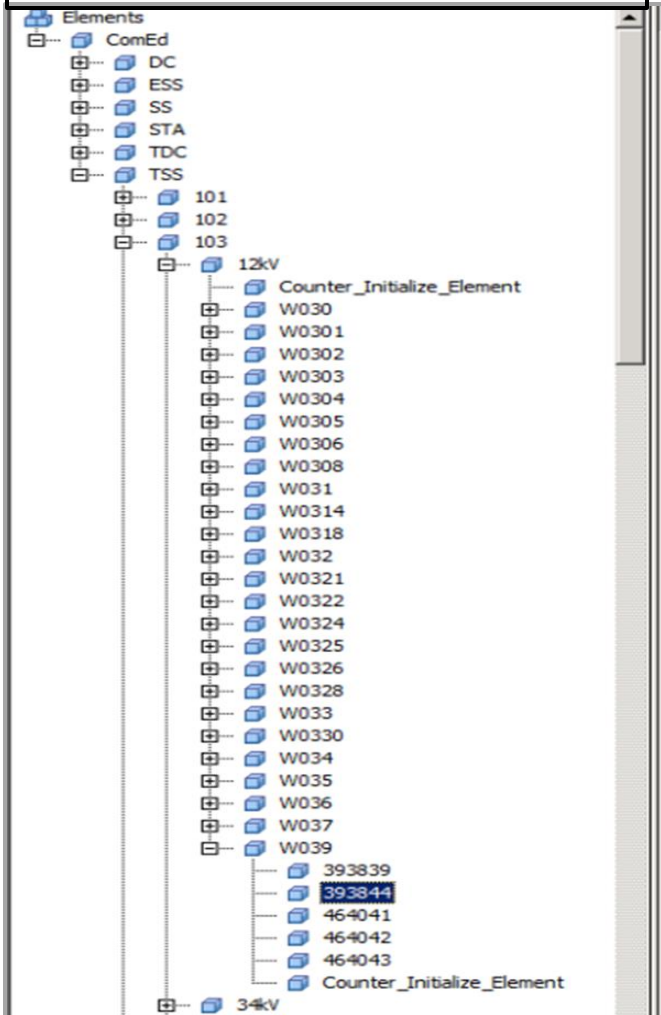 Elements
ComEd
DC
ESS
SS
STA
TDC
TSS
101
102
103
12kV
Counter_Initialize_Element
W030
W0301
W0302
W0303
W0304
W0305
W0306
W0308
W031
W0314
W0318
W032
W0321
W0322
W0324
W0325
W0326
W0328
W033
W0330
W034
W035
W036
W037
W039
393839
393844
464041
464042
464043
Counter_Initialize_Element
34kV